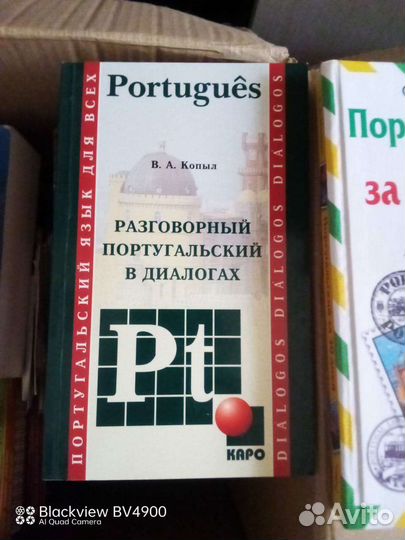 Português
В. А. Копыл
РАЗГОВОРНЫЙ
ПОРТУГАЛЬСКИЙ
В ДИАЛОГАХ
Pt
КАРО
ПОРТУГАЛЬСКИЙ ЯЗЫК ДЛЯ ВСЕХ
DIALOGOS DIALOGOS DIALOGOS DIALOGOS
Пор
за
Blackview BV4900
AI Quad Camera
Avito